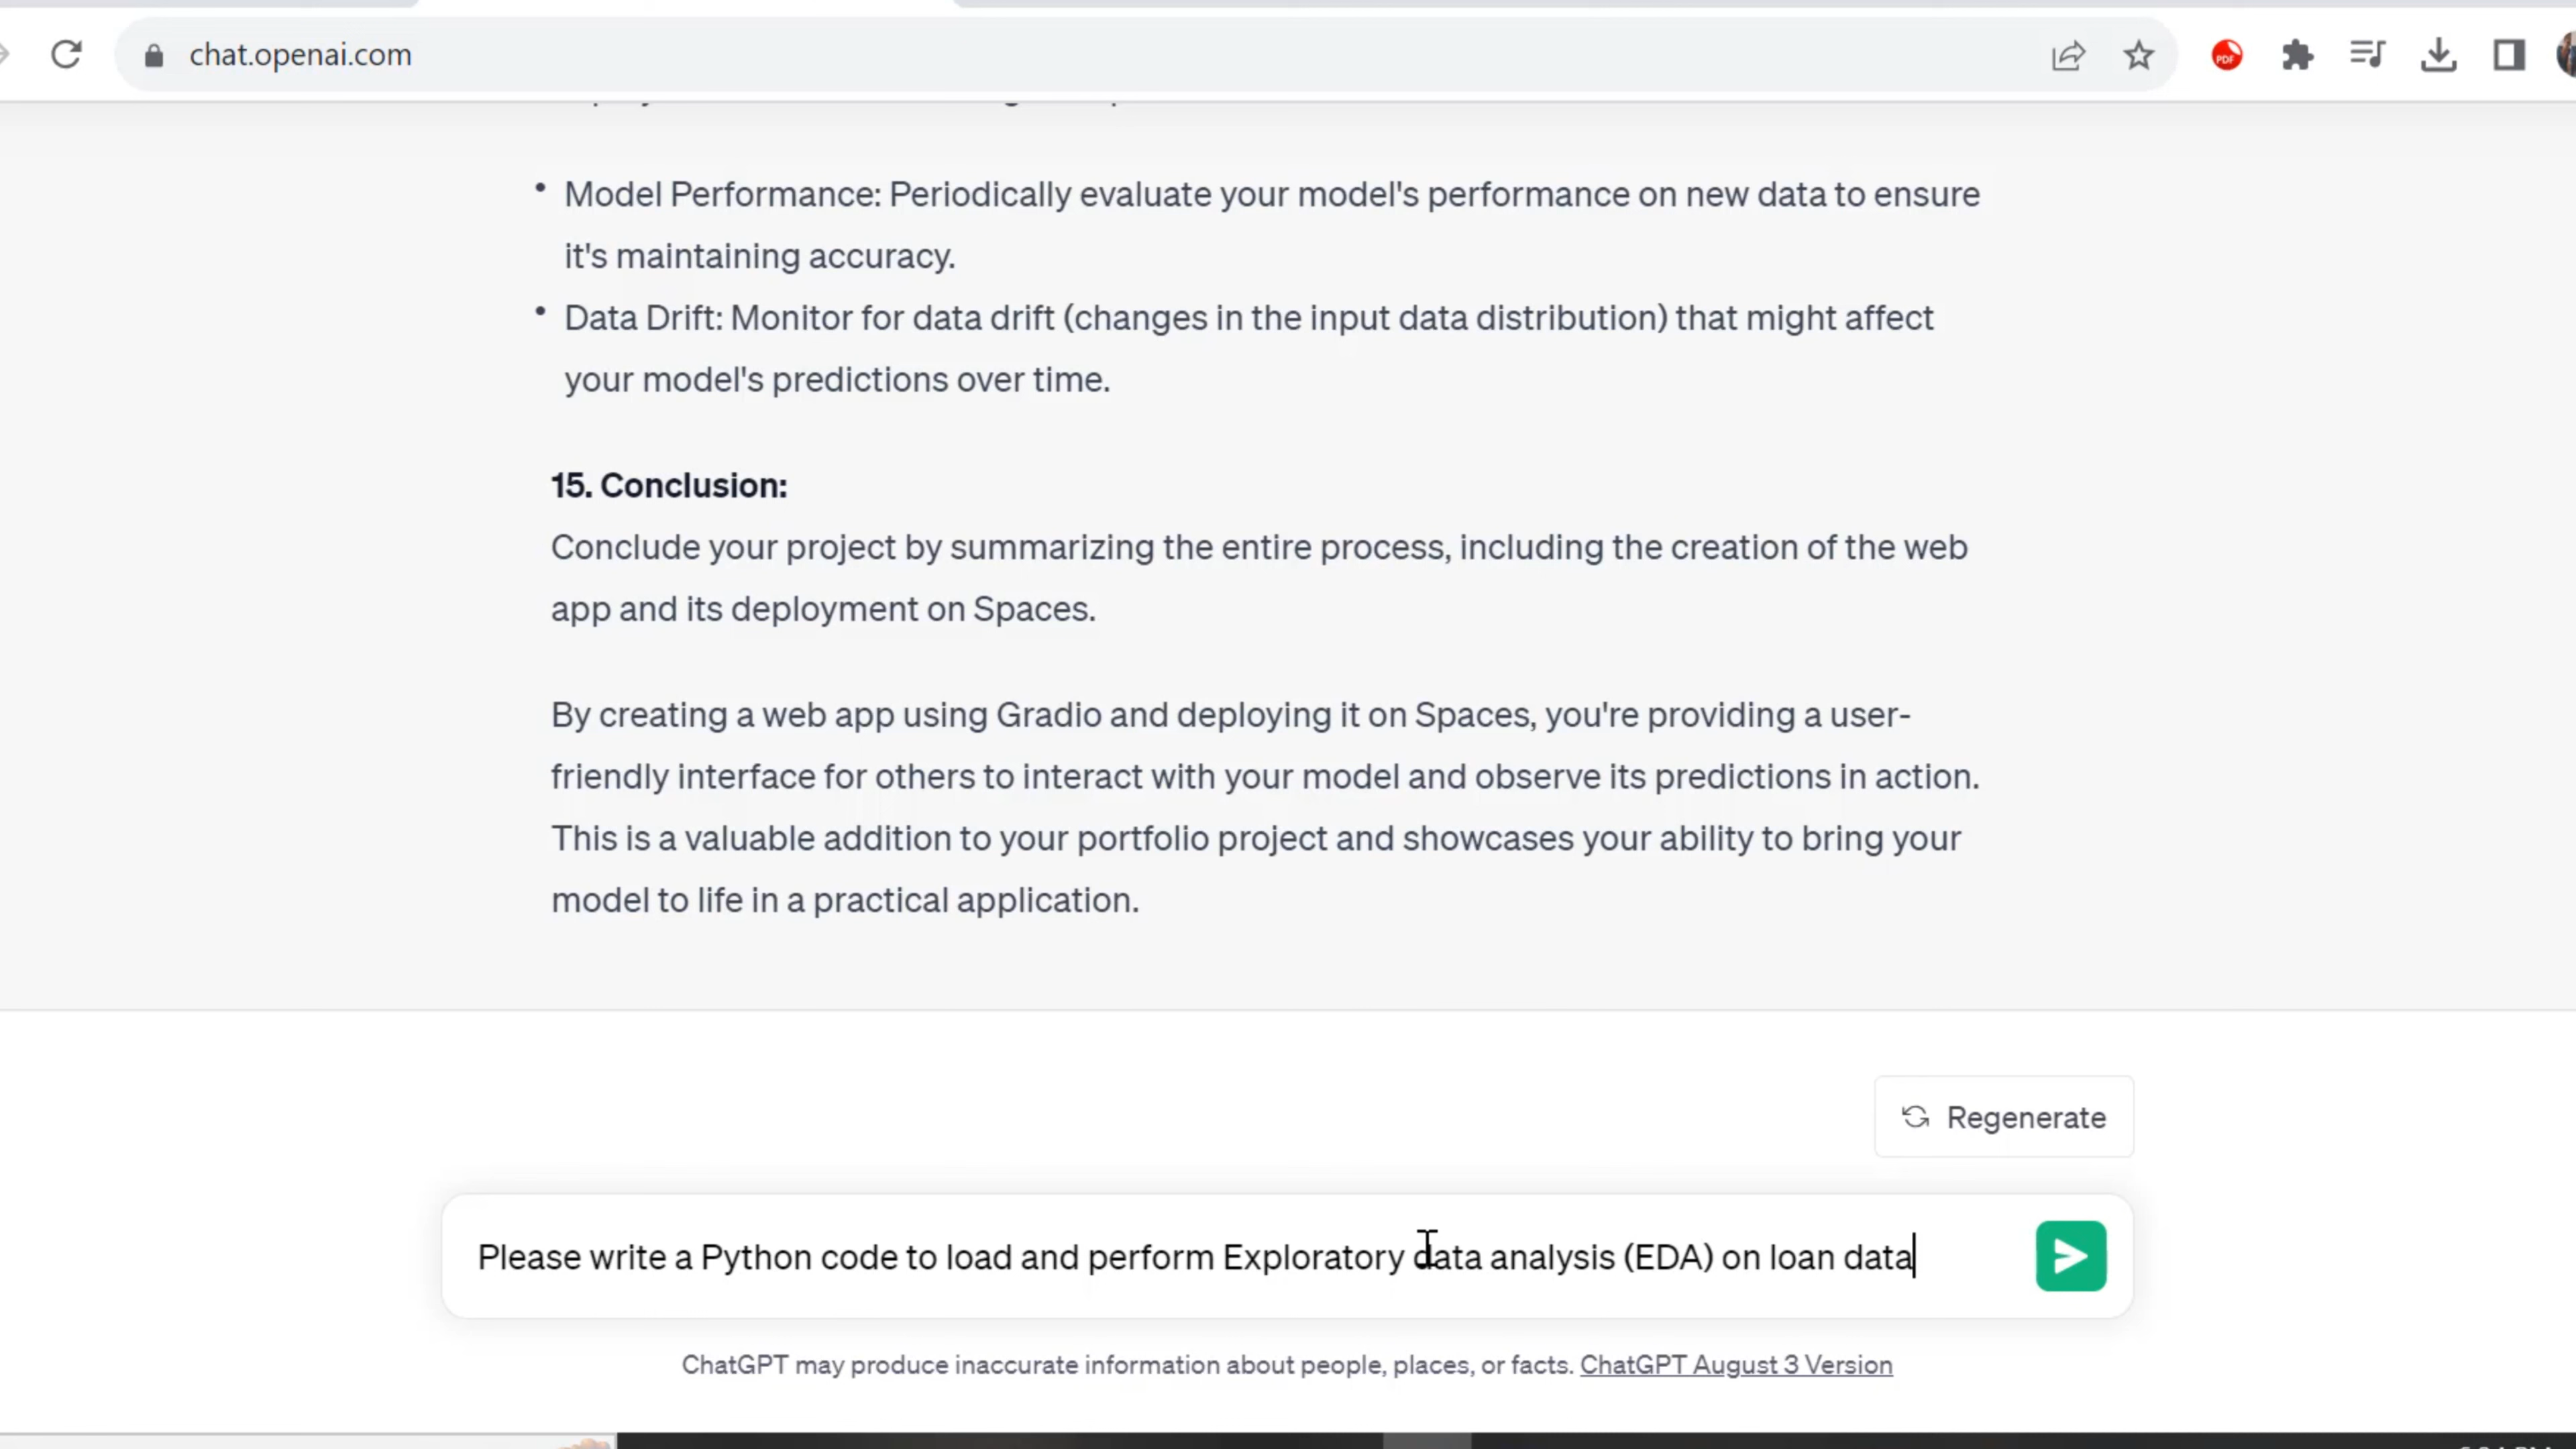 chat.openai.com
PDF
Model Performance: Periodically evaluate your model's performance on new data to ensure
it's maintaining accuracy.
Data Drift: Monitor for data drift (changes in the input data distribution) that might affect
your model's predictions over time.
15. Conclusion:
Conclude your project by summarizing the entire process, including the creation of the web
app and its deployment on Spaces.
By creating a web app using Gradio and deploying it on Spaces, you're providing a user-
friendly interface for others to interact with your model and observe its predictions in action.
This is a valuable addition to your portfolio project and showcases your ability to bring your
model to life in a practical application.
Regenerate
Please write a Python code to load and perform Exploratory data analysis (EDA) on loan data
ChatGPT may produce inaccurate information about people, places, or facts. ChatGPT August 3 Version